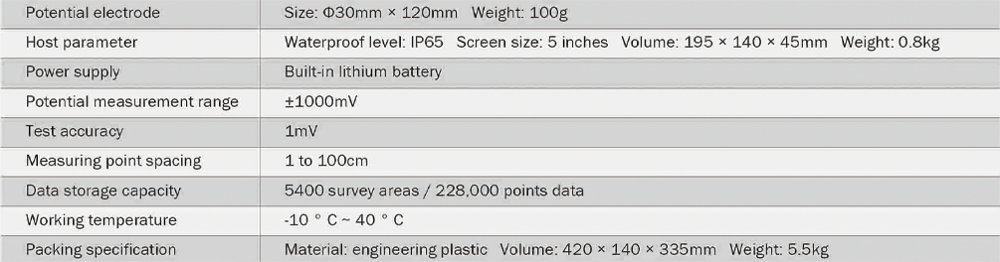 Potential electrode Size: Φ30mm × 120mm Weight: 100g
Host parameter Waterproof level: IP65 Screen size: 5 inches Volume: 195 × 140 × 45mm Weight: 0.8kg
Power supply Built-in lithium battery
Potential measurement range ±1000mV
Test accuracy 1mV
Measuring point spacing 1 to 100cm
Data storage capacity 5400 survey areas / 228,000 points data
Working temperature -10 ° C ~ 40 ° C
Packing specification Material: engineering plastic Volume: 420 × 140 × 335mm Weight: 5.5kg